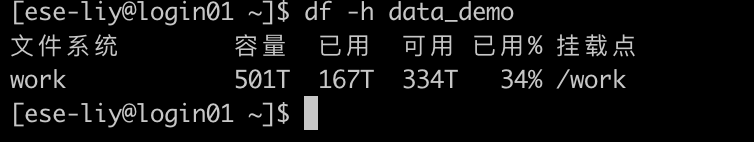 [ese-liy@login01 ~]$ df -h data_demo
文件系统 容量 已用 可用 已用% 挂载点
work 501T 167T 334T 34% /work
[ese-liy@login01 ~]$